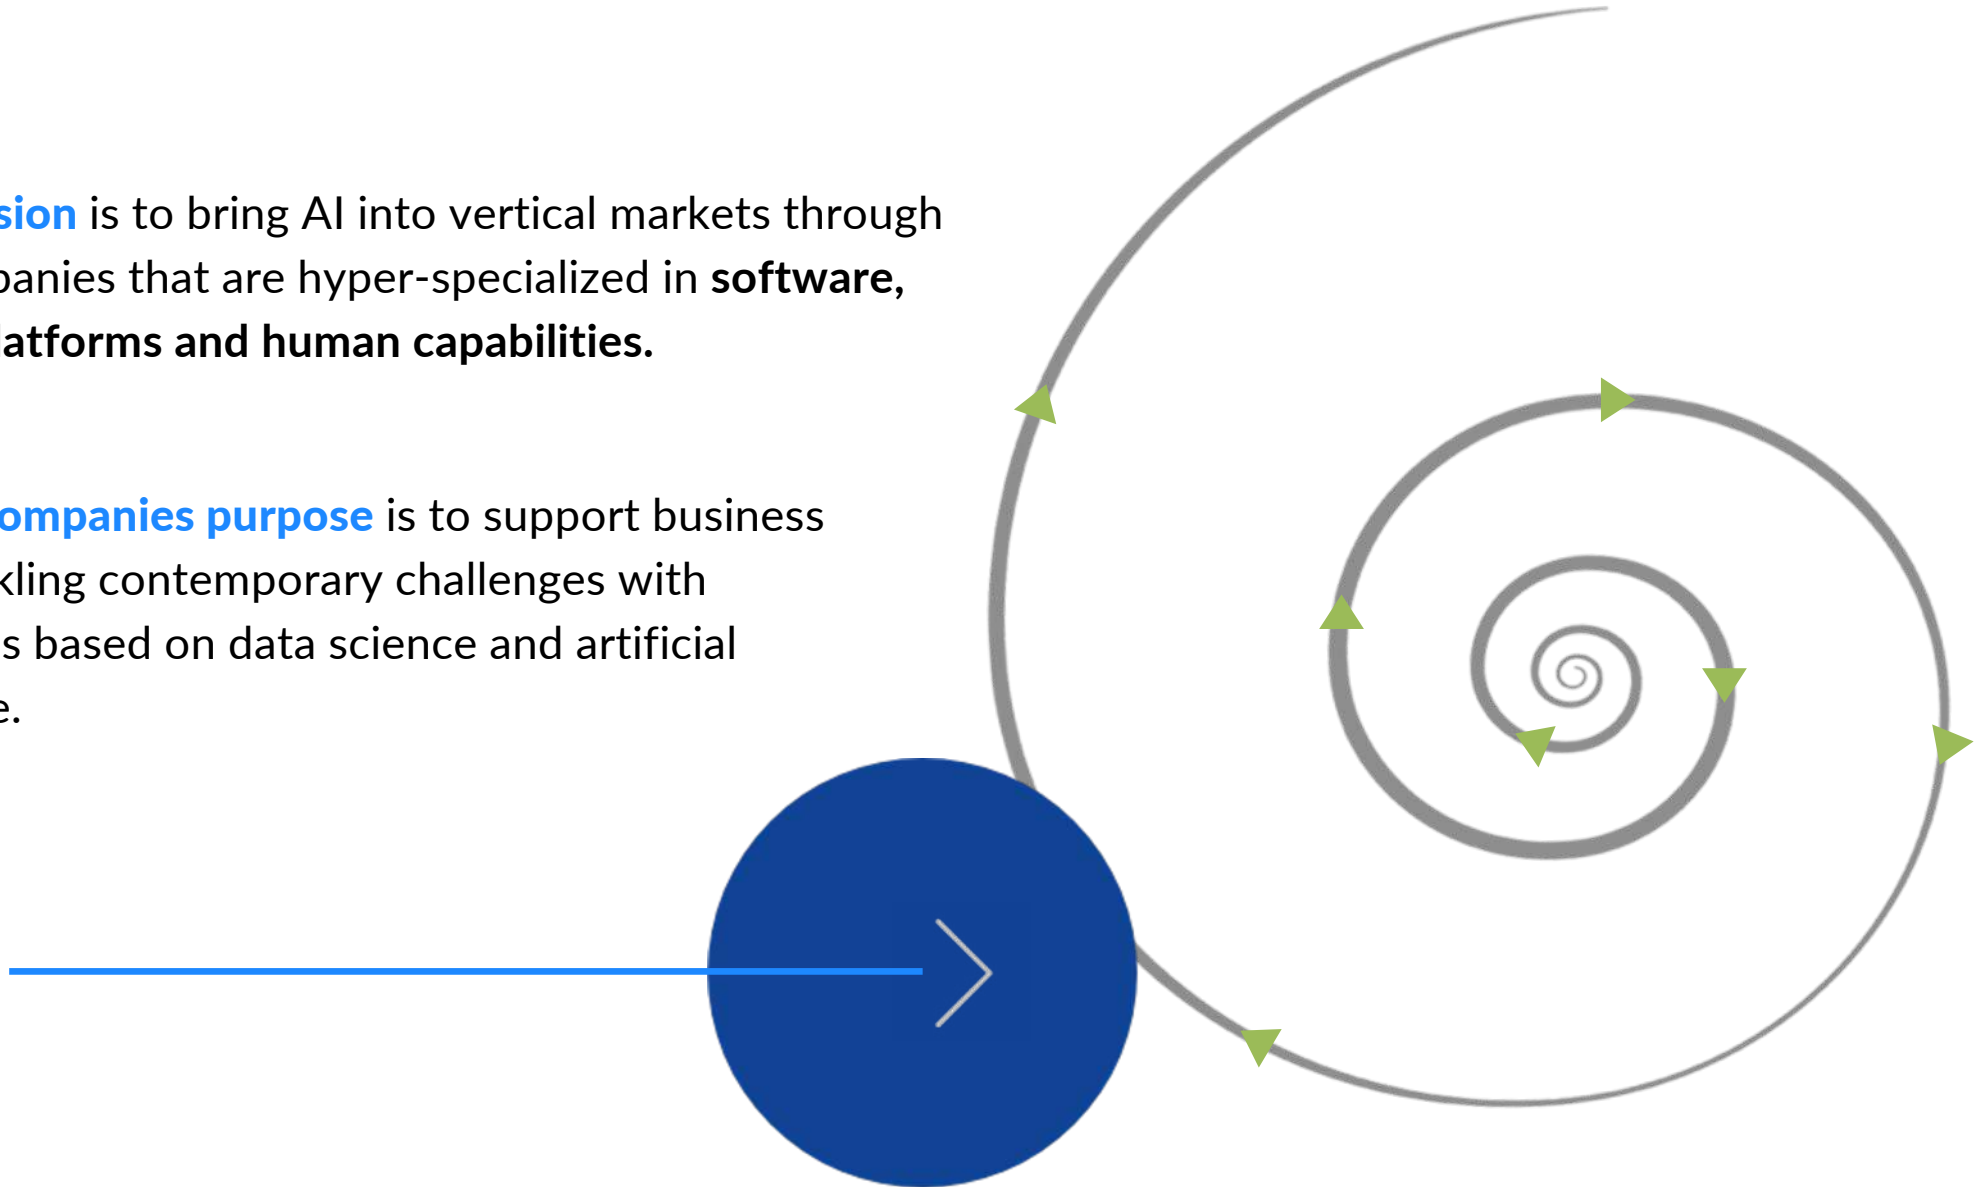 sion is to bring AI into vertical markets through
panies that are hyper-specialized in software,
latforms and human capabilities.
ompanies purpose is to support business
kling contemporary challenges with
s based on data science and artificial
e.